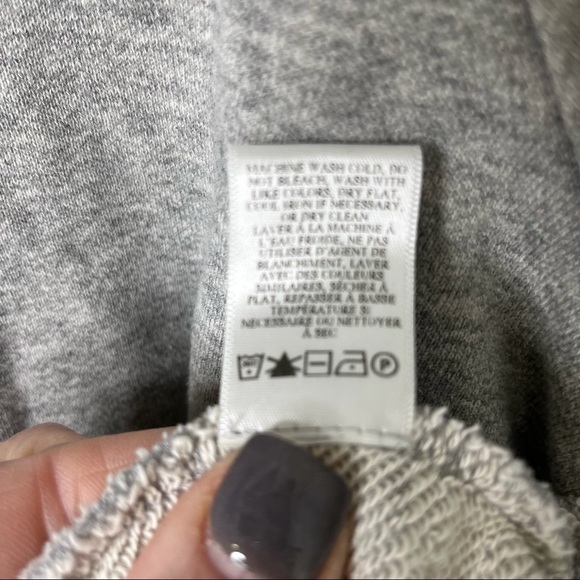 MACHINE WASH COLD, DO
NOT BLEACH, WASH WITH
LIKE COLORS, DRY FLAT,
COOL IRON IF NECESSARY,
OR DRY CLEAN
LAVER À LA MACHINE À
L'EAU FROIDE, NE PAS
UTILISER D'AGENT DE
BLANCHIMENT, LAVER
AVEC DES COULEURS
SIMILAIRES, SÉCHER À
PLAT, REPASSER À BASSE
TEMPÉRATURE SI
NÉCESSAIRE OU NETTOYER
À SEC
P